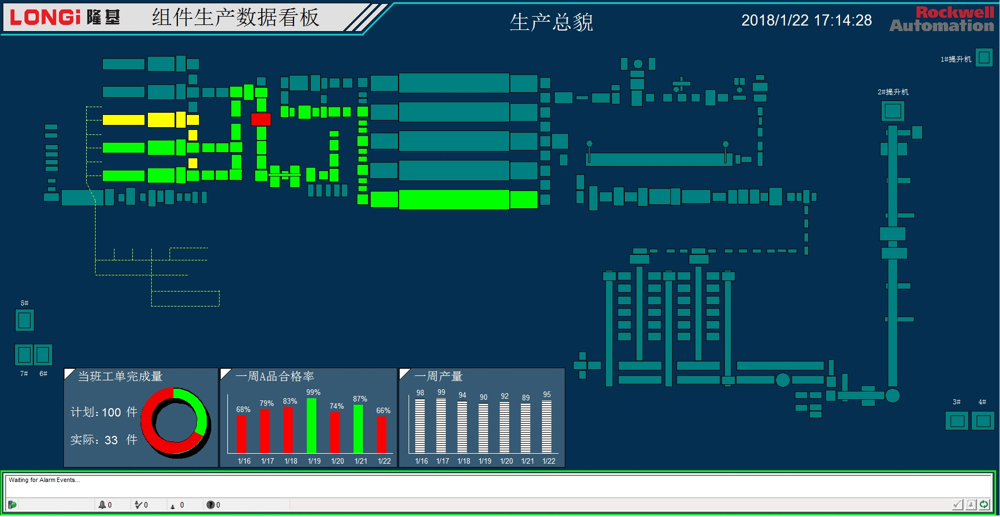 LONGi 隆基 组件生产数据看板
生产总貌
2018/1/22 17:14:28
Rockwell
Automation
1#提升机
2#提升机
5#
7# 6#
3# 4#
当班工单完成量
计划: 100 件
实际: 33 件
一周A品合格率
68% 79% 83% 99% 74% 87% 66%
1/16 1/17 1/18 1/19 1/20 1/21 1/22
一周产量
98 99 94 90 92 89 95
1/16 1/17 1/18 1/19 1/20 1/21 1/22
Waiting for Alarm Events...
0 0 0 0